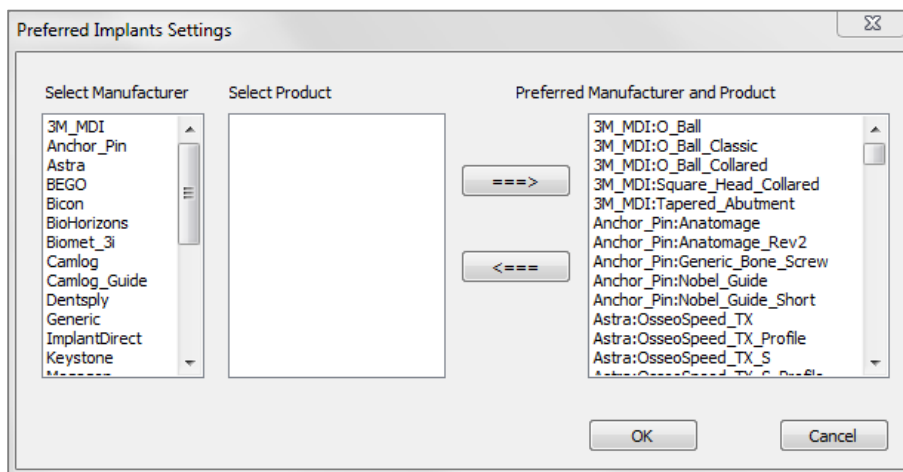 Preferred Implants Settings
Select Manufacturer
3M_MDI
Anchor_Pin
Astra
BEGO
Bicon
BioHorizons
Biomet_3i
Camlog
Camlog_Guide
Dentsply
Generic
ImplantDirect
Keystone
Select Product
===>
<===
Preferred Manufacturer and Product
3M_MDI:O_Ball
3M_MDI:O_Ball_Classic
3M_MDI:O_Ball_Collared
3M_MDI:Square_Head_Collared
3M_MDI:Tapered_Abutment
Anchor_Pin:Anatomage
Anchor_Pin:Anatomage_Rev2
Anchor_Pin:Generic_Bone_Screw
Anchor_Pin:Nobel_Guide
Anchor_Pin:Nobel_Guide_Short
Astra:OsseoSpeed_TX
Astra:OsseoSpeed_TX_Profile
Astra:OsseoSpeed_TX_S
Astra:OsseoSpeed_TX_S_Profile
OK
Cancel